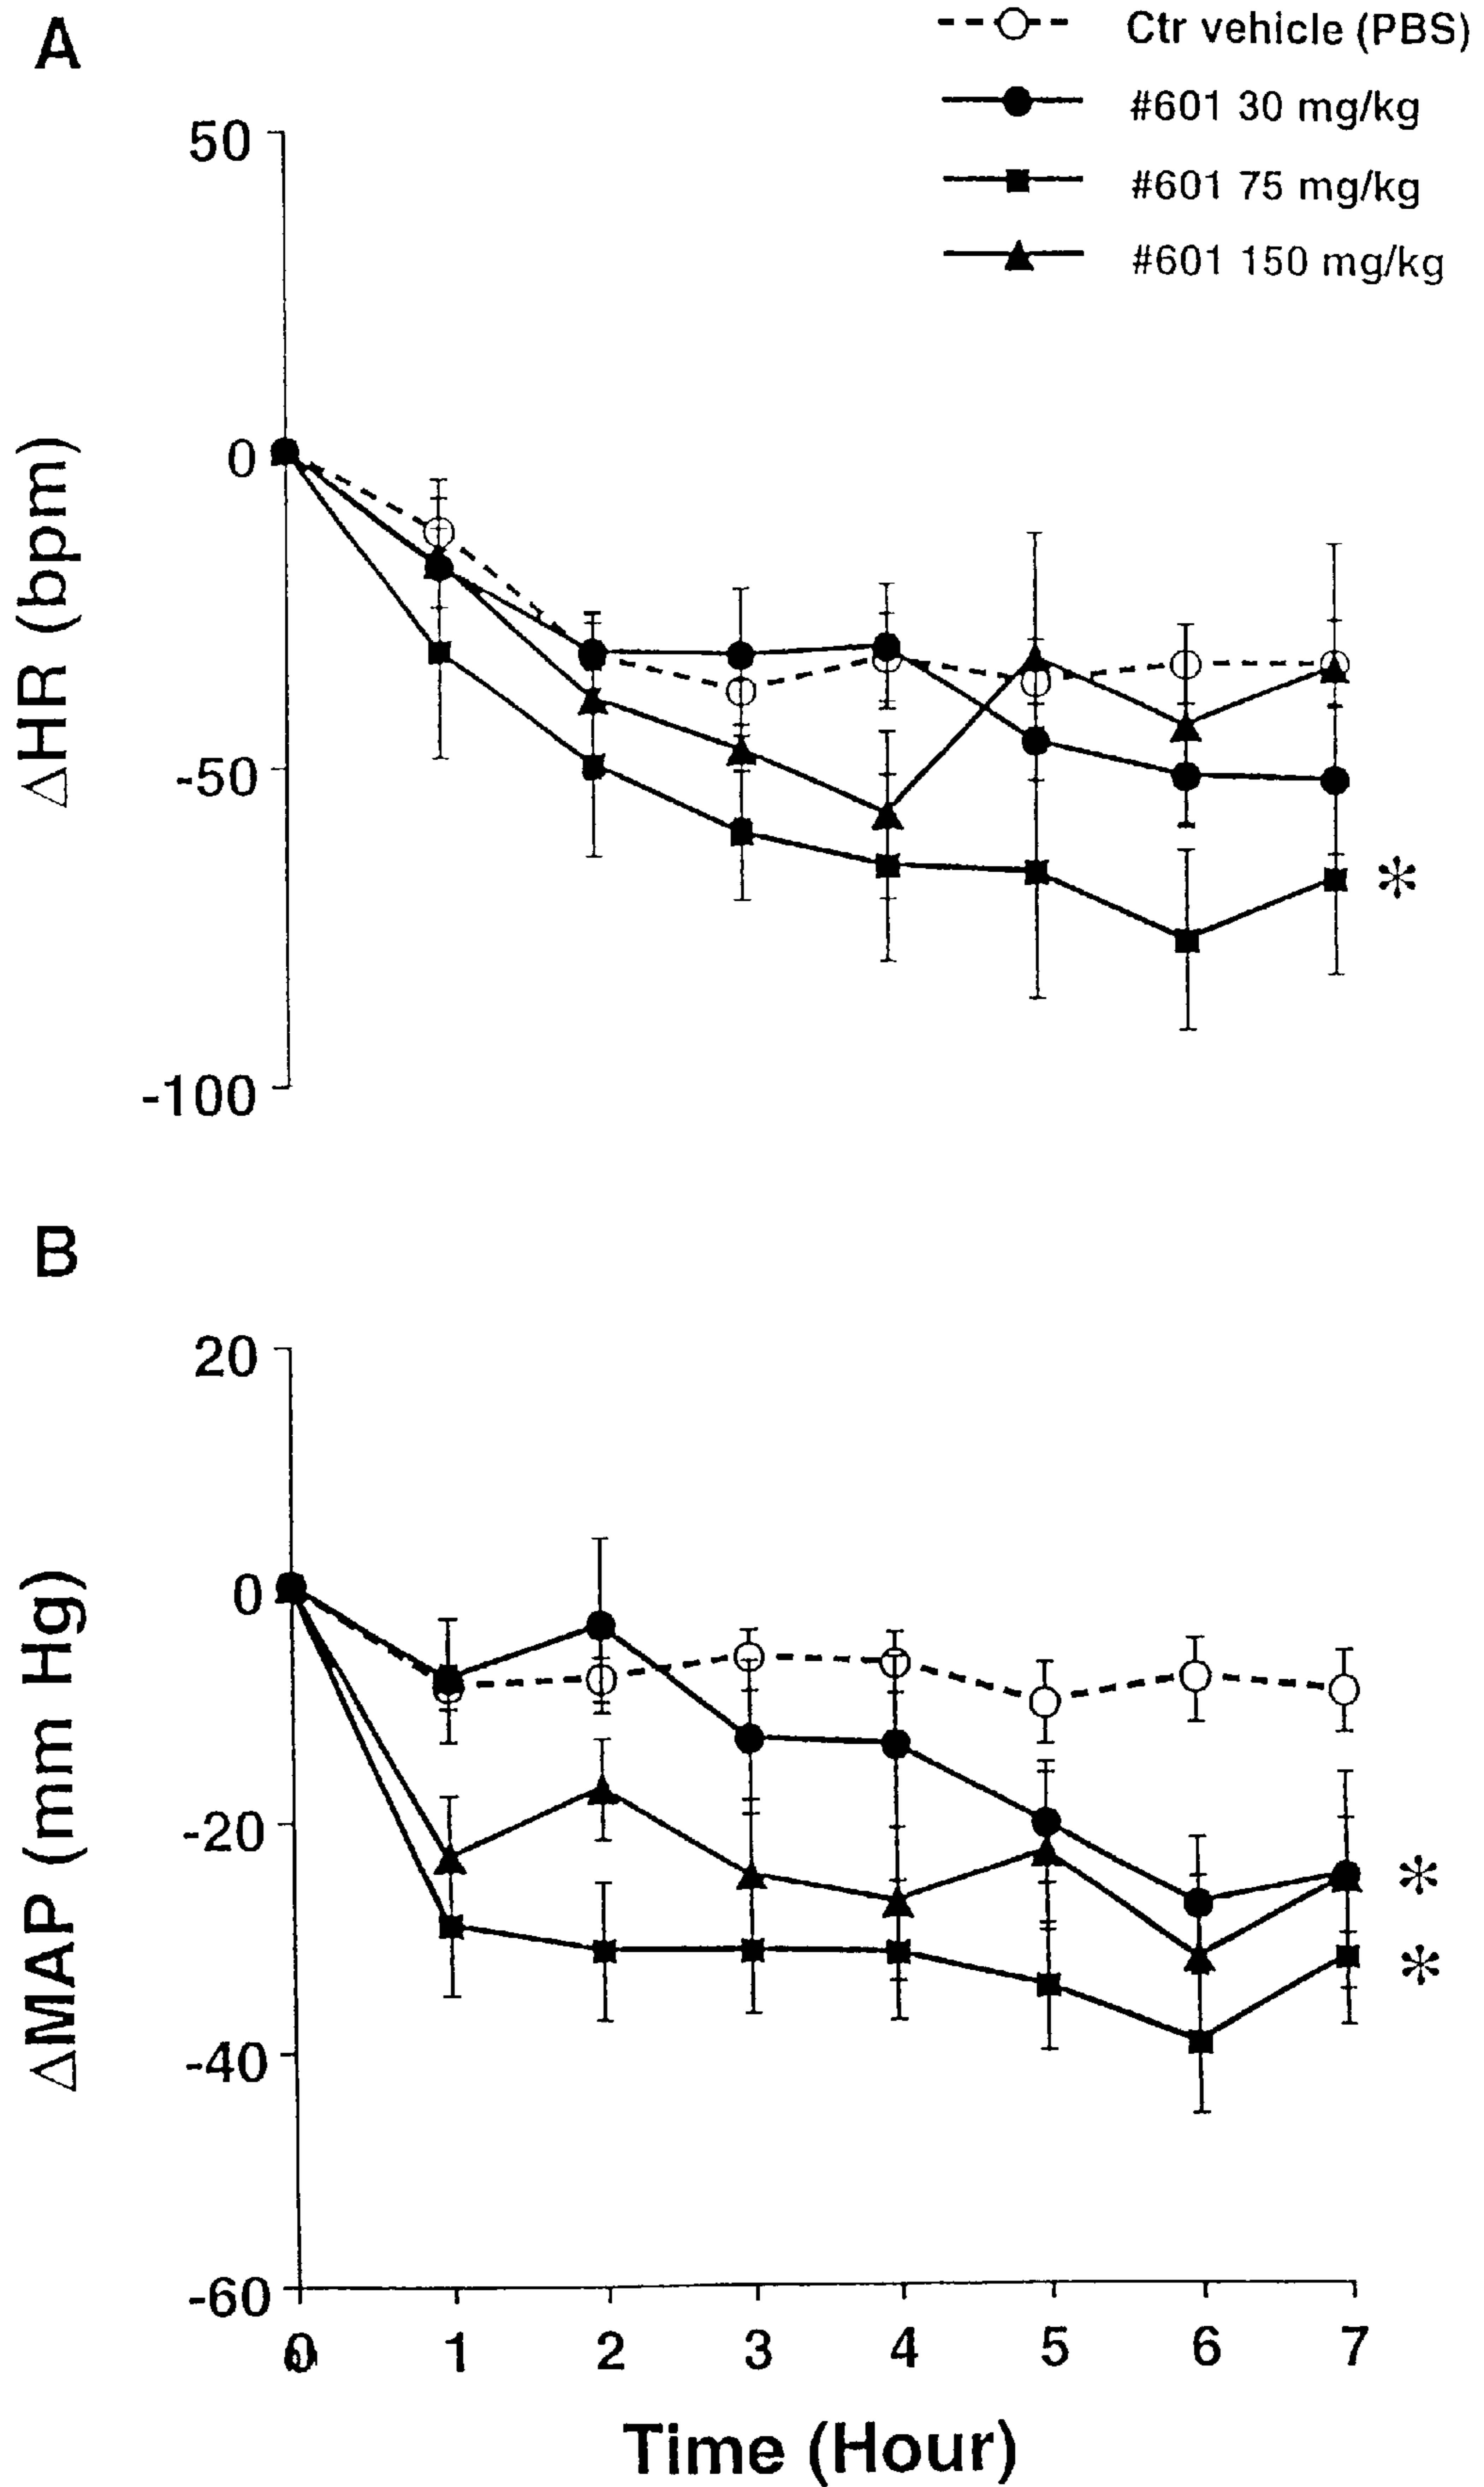 A
Ctr vehicle (PBS)
#601 30 mg/kg
#601 75 mg/kg
#601 150 mg/kg
50
0
-50
-100
ΔHR (bpm)
*
B
20
0
-20
-40
-60
ΔMAP (mm Hg)
*
*
0 1 2 3 4 5 6 7
Time (Hour)